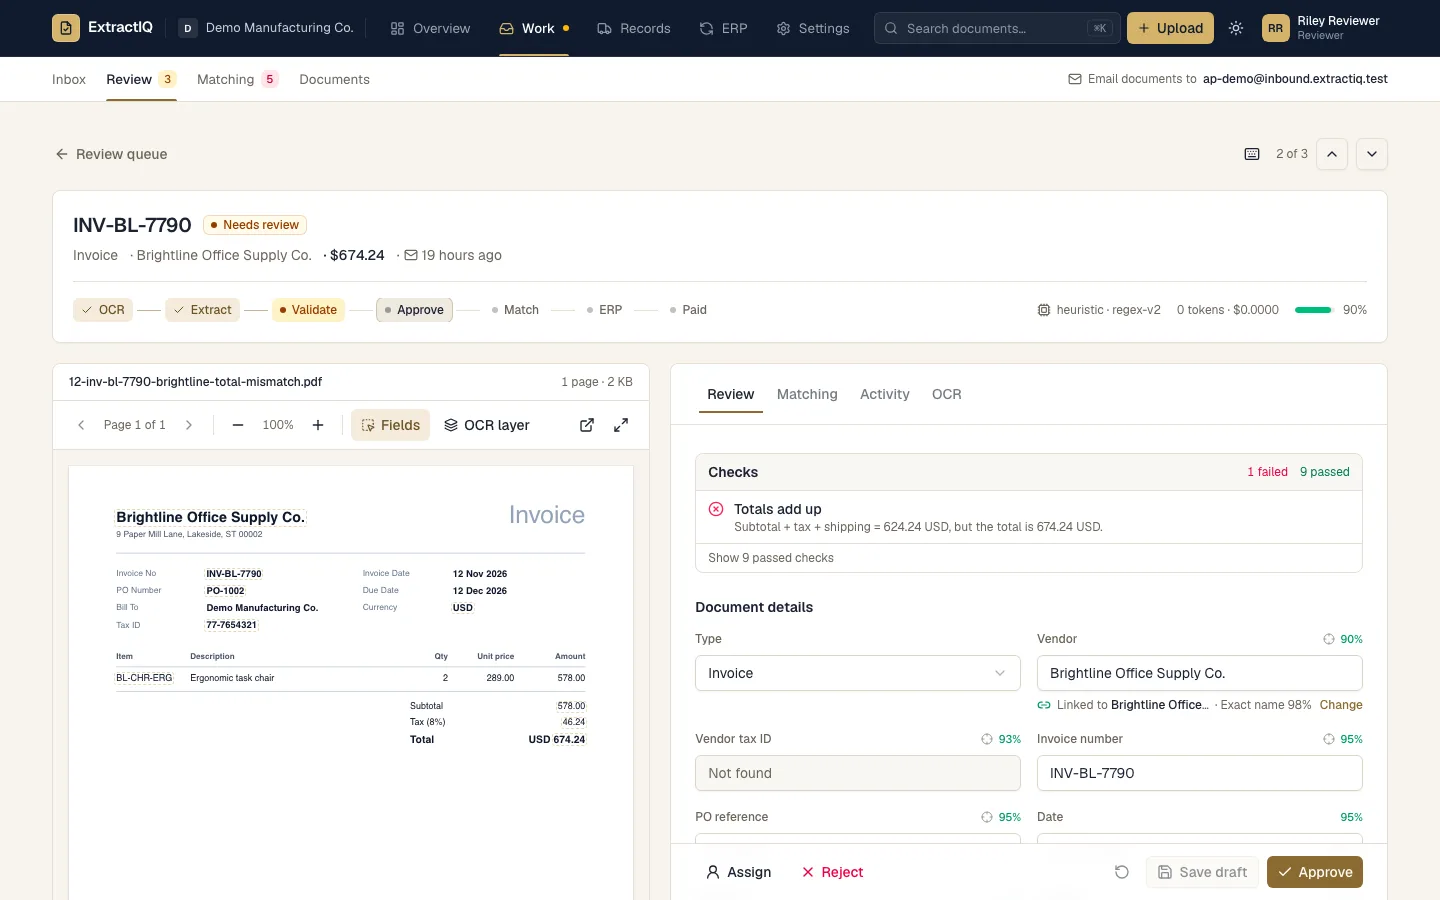 ExtractIQ
D Demo Manufacturing Co.
Overview
Work
Records
ERP
Settings
Search documents...
⌘K
+ Upload
RR
Riley Reviewer
Reviewer
Inbox
Review 3
Matching 5
Documents
Email documents to ap-demo@inbound.extractiq.test
Review queue
2 of 3
INV-BL-7790
Needs review
Invoice · Brightline Office Supply Co. · $674.24 · 19 hours ago
OCR
Extract
Validate
Approve
Match
ERP
Paid
heuristic · regex-v2
0 tokens · $0.0000
90%
12-inv-bl-7790-brightline-total-mismatch.pdf
1 page · 2 KB
Page 1 of 1
100%
Fields
OCR layer
Brightline Office Supply Co.
Invoice
9 Paper Mill Lane, Lakeside, ST 00002
Invoice No INV-BL-7790 Invoice Date 12 Nov 2026
PO Number PO-1002 Due Date 12 Dec 2026
Bill To Demo Manufacturing Co. Currency USD
Tax ID 77-7654321
Item Description Qty Unit price Amount
BL-CHR-ERG Ergonomic task chair 2 289.00 578.00
Subtotal 578.00
Tax (8%) 46.24
Total USD 674.24
Review
Matching
Activity
OCR
Checks
1 failed 9 passed
Totals add up
Subtotal + tax + shipping = 624.24 USD, but the total is 674.24 USD.
Show 9 passed checks
Document details
Type
Invoice
Vendor 90%
Brightline Office Supply Co.
Linked to Brightline Office... · Exact name 98% Change
Vendor tax ID 93%
Not found
Invoice number 95%
INV-BL-7790
PO reference 95%
Date 95%
Assign
Reject
Save draft
Approve